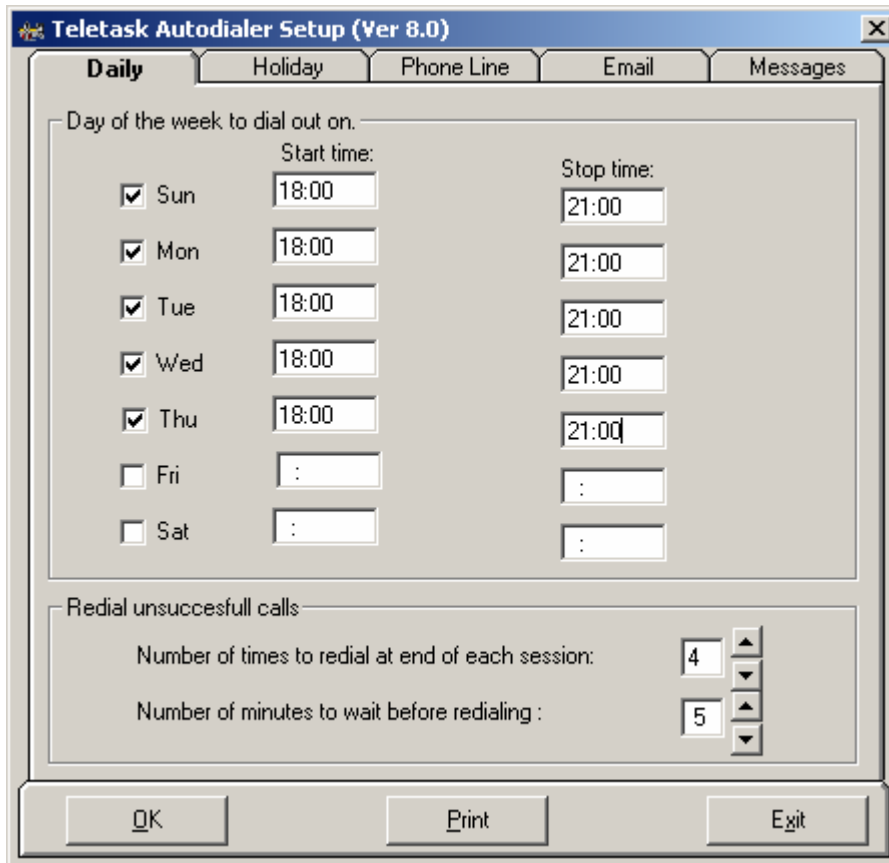 Teletask Autodialer Setup (Ver 8.0)
Daily Holiday Phone Line Email Messages
Day of the week to dial out on.
Start time: Stop time:
Sun 18:00 21:00
Mon 18:00 21:00
Tue 18:00 21:00
Wed 18:00 21:00
Thu 18:00 21:00
Fri : :
Sat : :
Redial unsuccesfull calls
Number of times to redial at end of each session: 4
Number of minutes to wait before redialing : 5
OK Print Exit